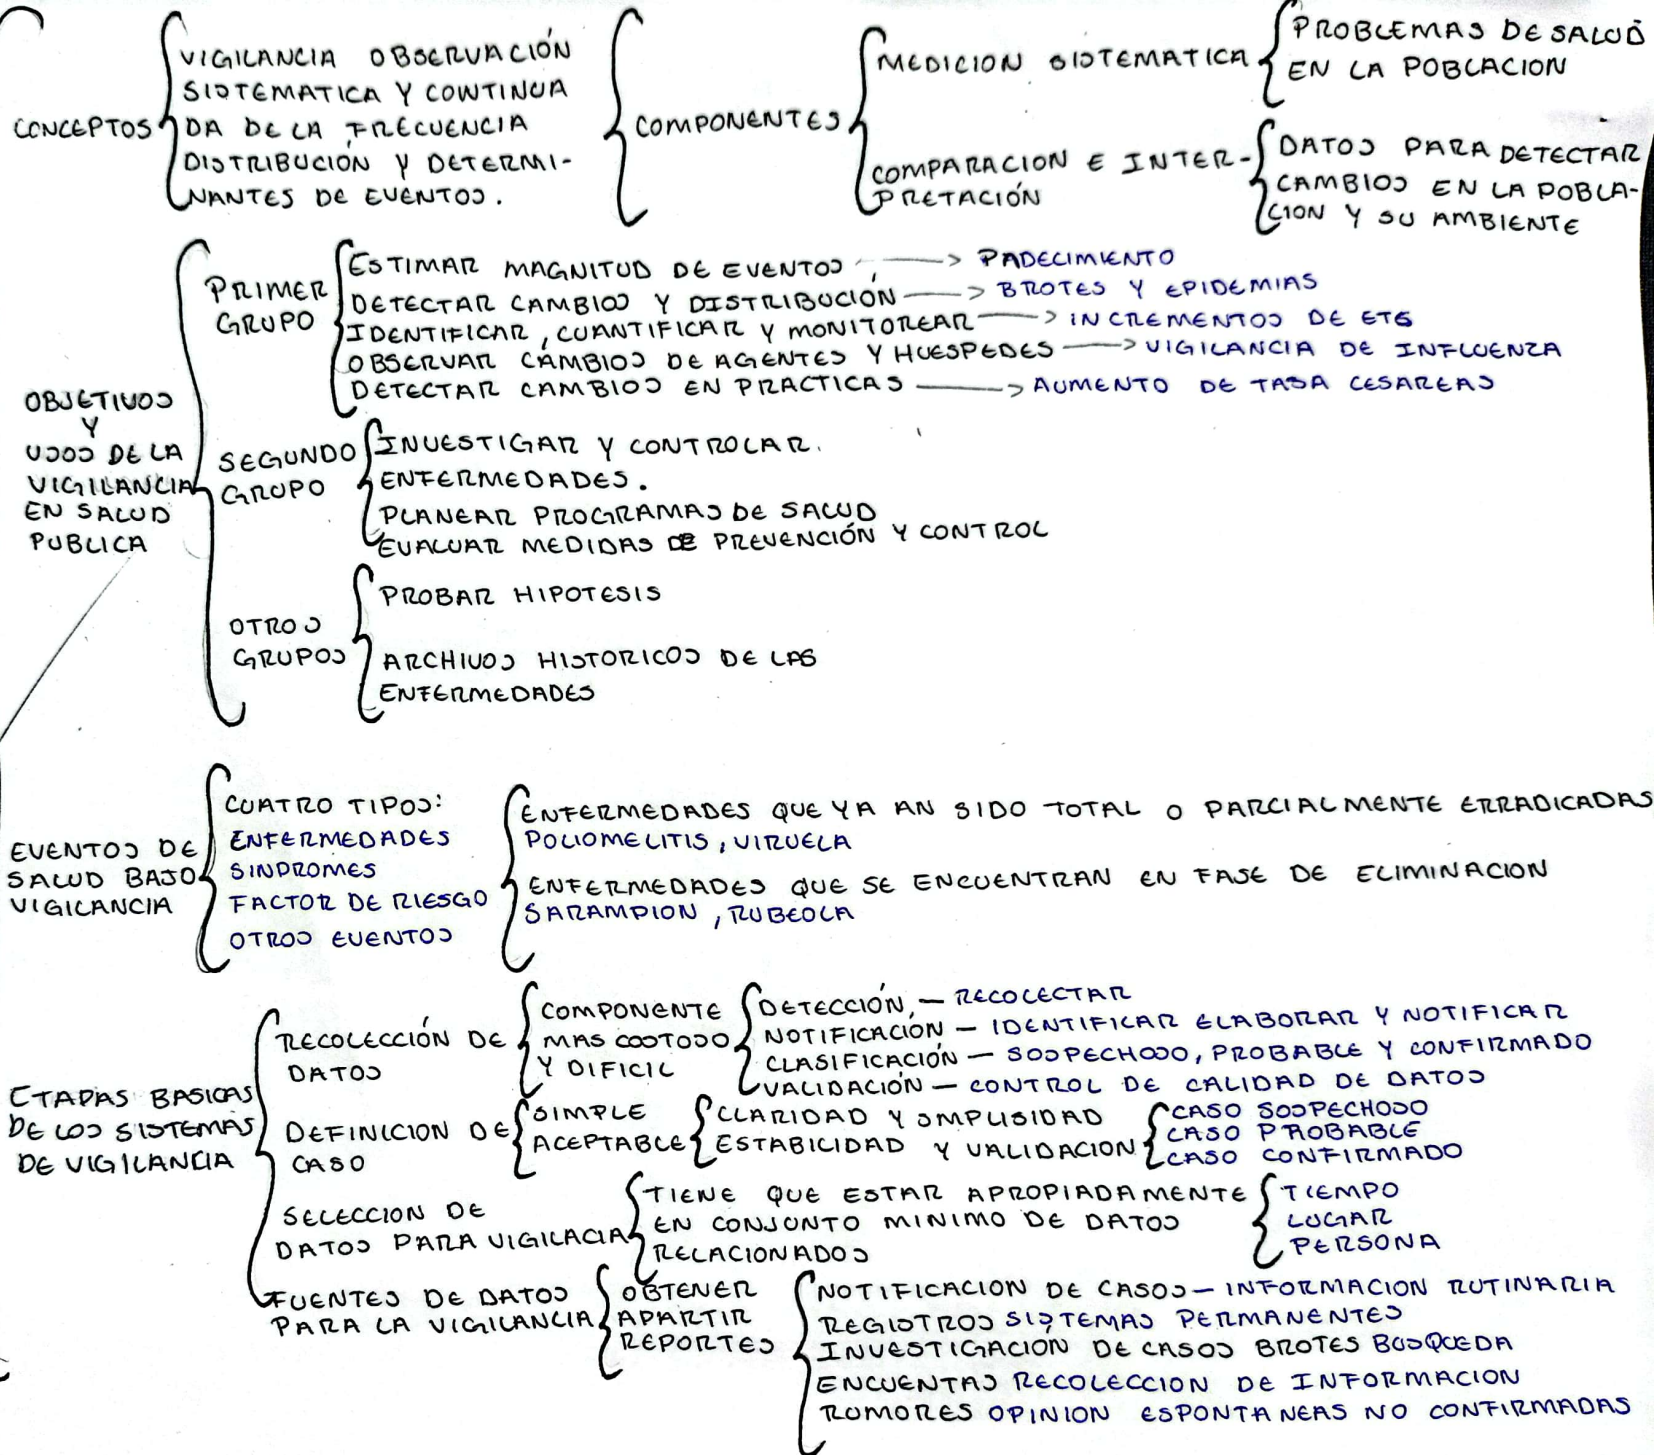 CONCEPTOS
VIGILANCIA OBSERVACIÓN
SISTEMATICA Y CONTINUA
DA DE LA FRECUENCIA
DISTRIBUCIÓN Y DETERMI-
NANTES DE EVENTOS.
COMPONENTES
MEDICION SISTEMATICA
PROBLEMAS DE SALUD
EN LA POBLACION
COMPARACION E INTER-
PRETACIÓN
DATOS PARA DETECTAR
CAMBIOS EN LA POBLA-
CION Y SU AMBIENTE
OBJETIVOS
Y
USOS DE LA
VIGILANCIA
EN SALUD
PUBLICA
PRIMER
GRUPO
ESTIMAR MAGNITUD DE EVENTOS -> PADECIMIENTO
DETECTAR CAMBIOS Y DISTRIBUCIÓN -> BROTES Y EPIDEMIAS
IDENTIFICAR, CUANTIFICAR Y MONITOREAR -> INCREMENTOS DE ETS
OBSERVAR CAMBIOS DE AGENTES Y HUESPEDES -> VIGILANCIA DE INFLUENZA
DETECTAR CAMBIOS EN PRACTICAS -> AUMENTO DE TASA CESAREAS
SEGUNDO
GRUPO
INVESTIGAR Y CONTROLAR.
ENFERMEDADES.
PLANEAR PROGRAMAS DE SALUD
EVALUAR MEDIDAS DE PREVENCIÓN Y CONTROL
OTROS
GRUPOS
PROBAR HIPOTESIS
ARCHIVOS HISTORICOS DE LAS
ENFERMEDADES
EVENTOS DE
SALUD BAJO
VIGILANCIA
CUATRO TIPOS:
ENFERMEDADES
SINDROMES
FACTOR DE RIESGO
OTROS EVENTOS
ENFERMEDADES QUE YA AN SIDO TOTAL O PARCIALMENTE ERRADICADAS
POLIOMELITIS, VIRUELA
ENFERMEDADES QUE SE ENCUENTRAN EN FASE DE ELIMINACION
SARAMPION, RUBEOLA
ETAPAS BASICAS
DE LOS SISTEMAS
DE VIGILANCIA
RECOLECCIÓN DE
DATOS
COMPONENTE
MAS COSTOSO
Y DIFICIL
DETECCIÓN, - RECOLECTAR
NOTIFICACIÓN - IDENTIFICAR ELABORAR Y NOTIFICAR
CLASIFICACIÓN - SOSPECHOSO, PROBABLE Y CONFIRMADO
VALIDACIÓN - CONTROL DE CALIDAD DE DATOS
DEFINICION DE
CASO
SIMPLE
ACEPTABLE
CLARIDAD Y SMPLISIDAD
ESTABILIDAD Y VALIDACION
CASO SOSPECHOSO
CASO PROBABLE
CASO CONFIRMADO
SELECCION DE
DATOS PARA VIGILACIA
TIENE QUE ESTAR APROPIADAMENTE
EN CONJUNTO MINIMO DE DATOS
RELACIONADOS
TIEMPO
LUGAR
PERSONA
FUENTES DE DATOS
PARA LA VIGILANCIA
OBTENER
APARTIR
REPORTES
NOTIFICACION DE CASOS - INFORMACION RUTINARIA
REGISTROS SISTEMAS PERMANENTES
INVESTIGACIÓN DE CASOS BROTES BUSQUEDA
ENCUENTAS RECOLECCION DE INFORMACION
RUMORES OPINION ESPONTANEAS NO CONFIRMADAS